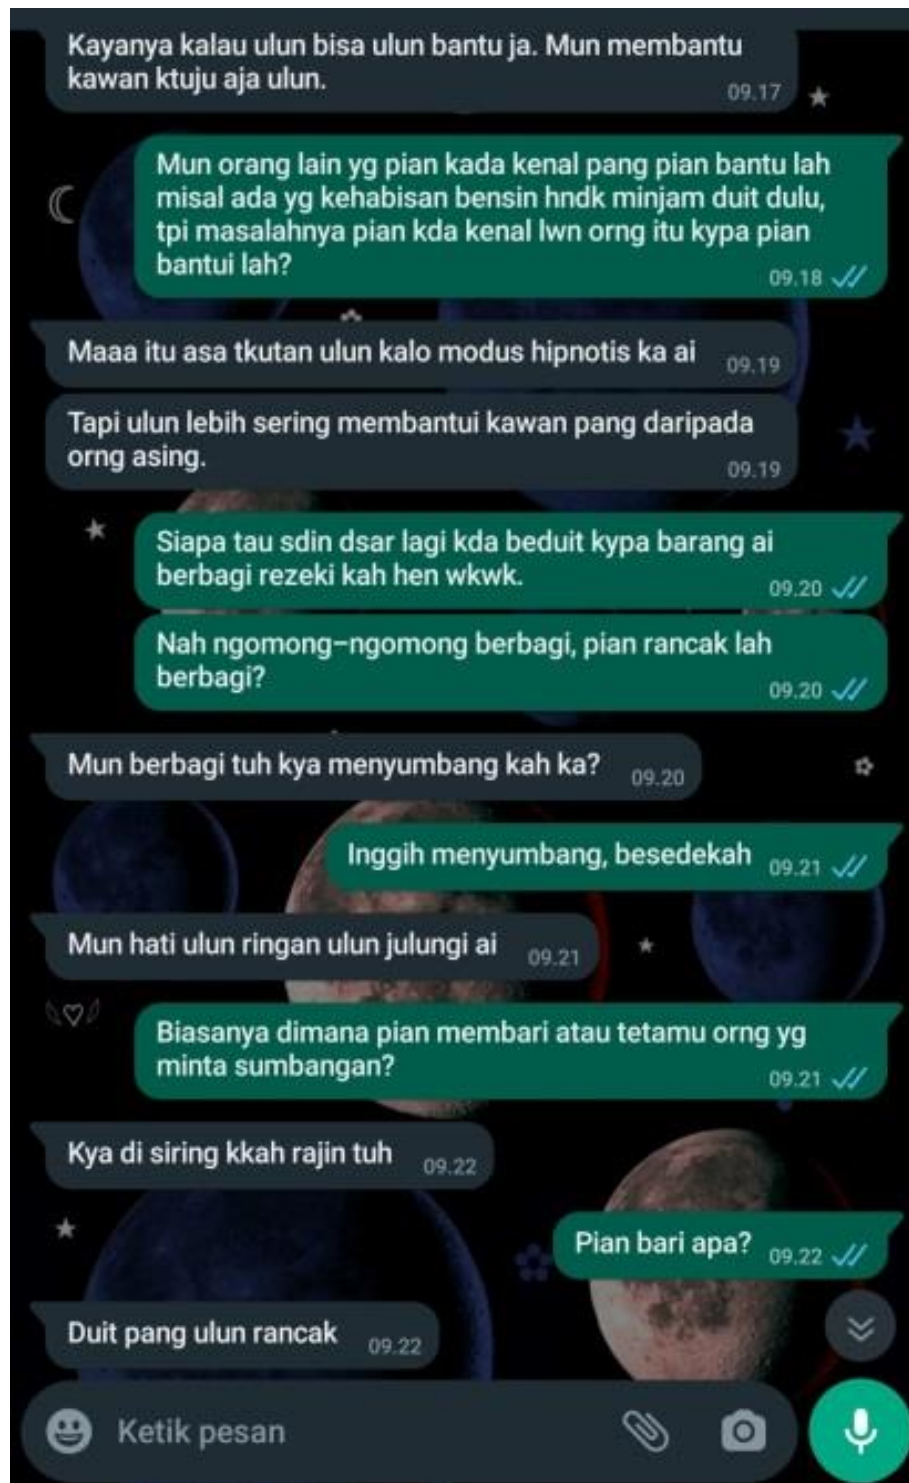 Kayanya kalau ulun bisa ulun bantu ja. Mun membantu
kawan ktuju aja ulun.
09.17
Mun orang lain yg pian kada kenal pang pian bantu lah
misal ada yg kehabisan bensin hndk minjam duit dulu,
tpi masalahnya pian kda kenal lwn orng itu kypa pian
bantui lah?
09.18
Maaa itu asa tkutan ulun kalo modus hipnotis ka ai
09.19
Tapi ulun lebih sering membantui kawan pang daripada
orng asing.
09.19
Siapa tau sdin dsar lagi kda beduit kypa barang ai
berbagi rezeki kah hen wkwk.
09.20
Nah ngomong-ngomong berbagi, pian rancak lah
berbagi?
09.20
Mun berbagi tuh kya menyumbang kah ka?
09.20
Inggih menyumbang, besedekah
09.21
Mun hati ulun ringan ulun julungi ai
09.21
Biasanya dimana pian membari atau tetamu orng yg
minta sumbangan?
09.21
Kya di siring kkah rajin tuh
09.22
Pian bari apa?
09.22
Duit pang ulun rancak
09.22
Ketik pesan